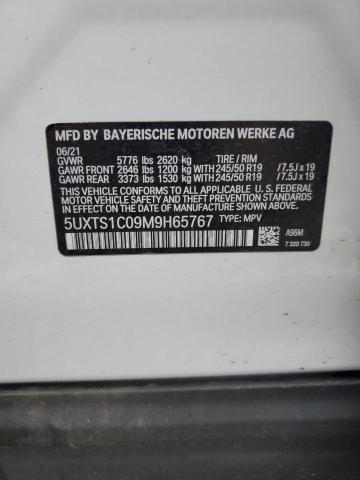 MFD BY BAYERISCHE MOTOREN WERKE AG
06/21
GVWR 5776 lbs 2620 kg TIRE / RIM
GAWR FRONT 2646 lbs 1200 kg WITH 245/50 R19 /7.5J x 19
GAWR REAR 3373 lbs 1530 kg WITH 245/50 R19 /7.5J x 19
THIS VEHICLE CONFORMS TO ALL APPLICABLE U. S. FEDERAL
MOTOR VEHICLE SAFETY, BUMPER, AND THEFT PREVENTION
STANDARDS IN EFFECT ON THE DATE OF MANUFACTURE SHOWN ABOVE.
5UXTS1C09M9H65767 TYPE: MPV
A96M
7 320 730